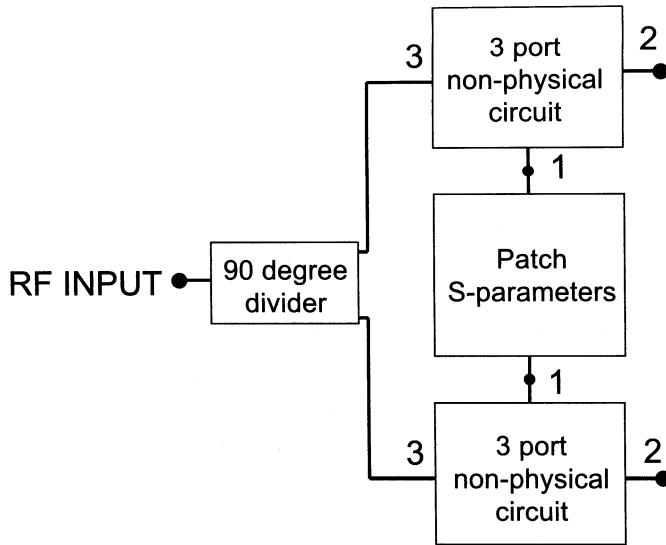 3
3 port
non-physical
circuit
2
1
RF INPUT
90 degree
divider
Patch
S-parameters
1
3
3 port
non-physical
circuit
2